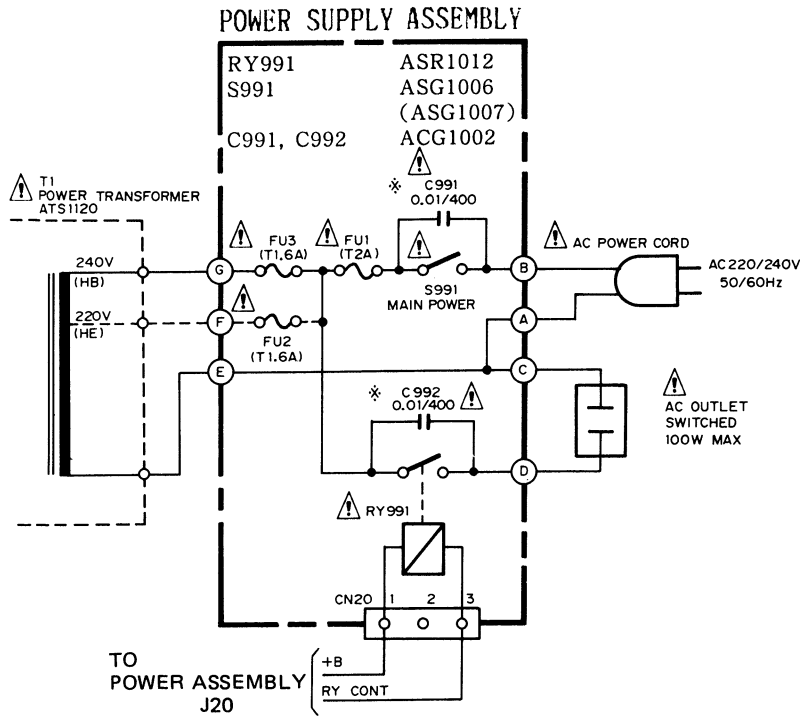 POWER SUPPLY ASSEMBLY
RY991 ASR1012
S991 ASG1006
(ASG1007)
C991, C992 ACG1002
T1
POWER TRANSFORMER
ATS1120
※ C991
0.01/400
FU3
(T1.6A)
FU1
(T2A)
S991
MAIN POWER
240V
(HB)
220V
(HE)
G
F
E
FU2
(T1.6A)
B
A
C
D
AC POWER CORD
AC220/240V
50/60Hz
※ C992
0.01/400
AC OUTLET
SWITCHED
100W MAX
RY991
CN20 1 2 3
TO
POWER ASSEMBLY
J20
+B
RY CONT